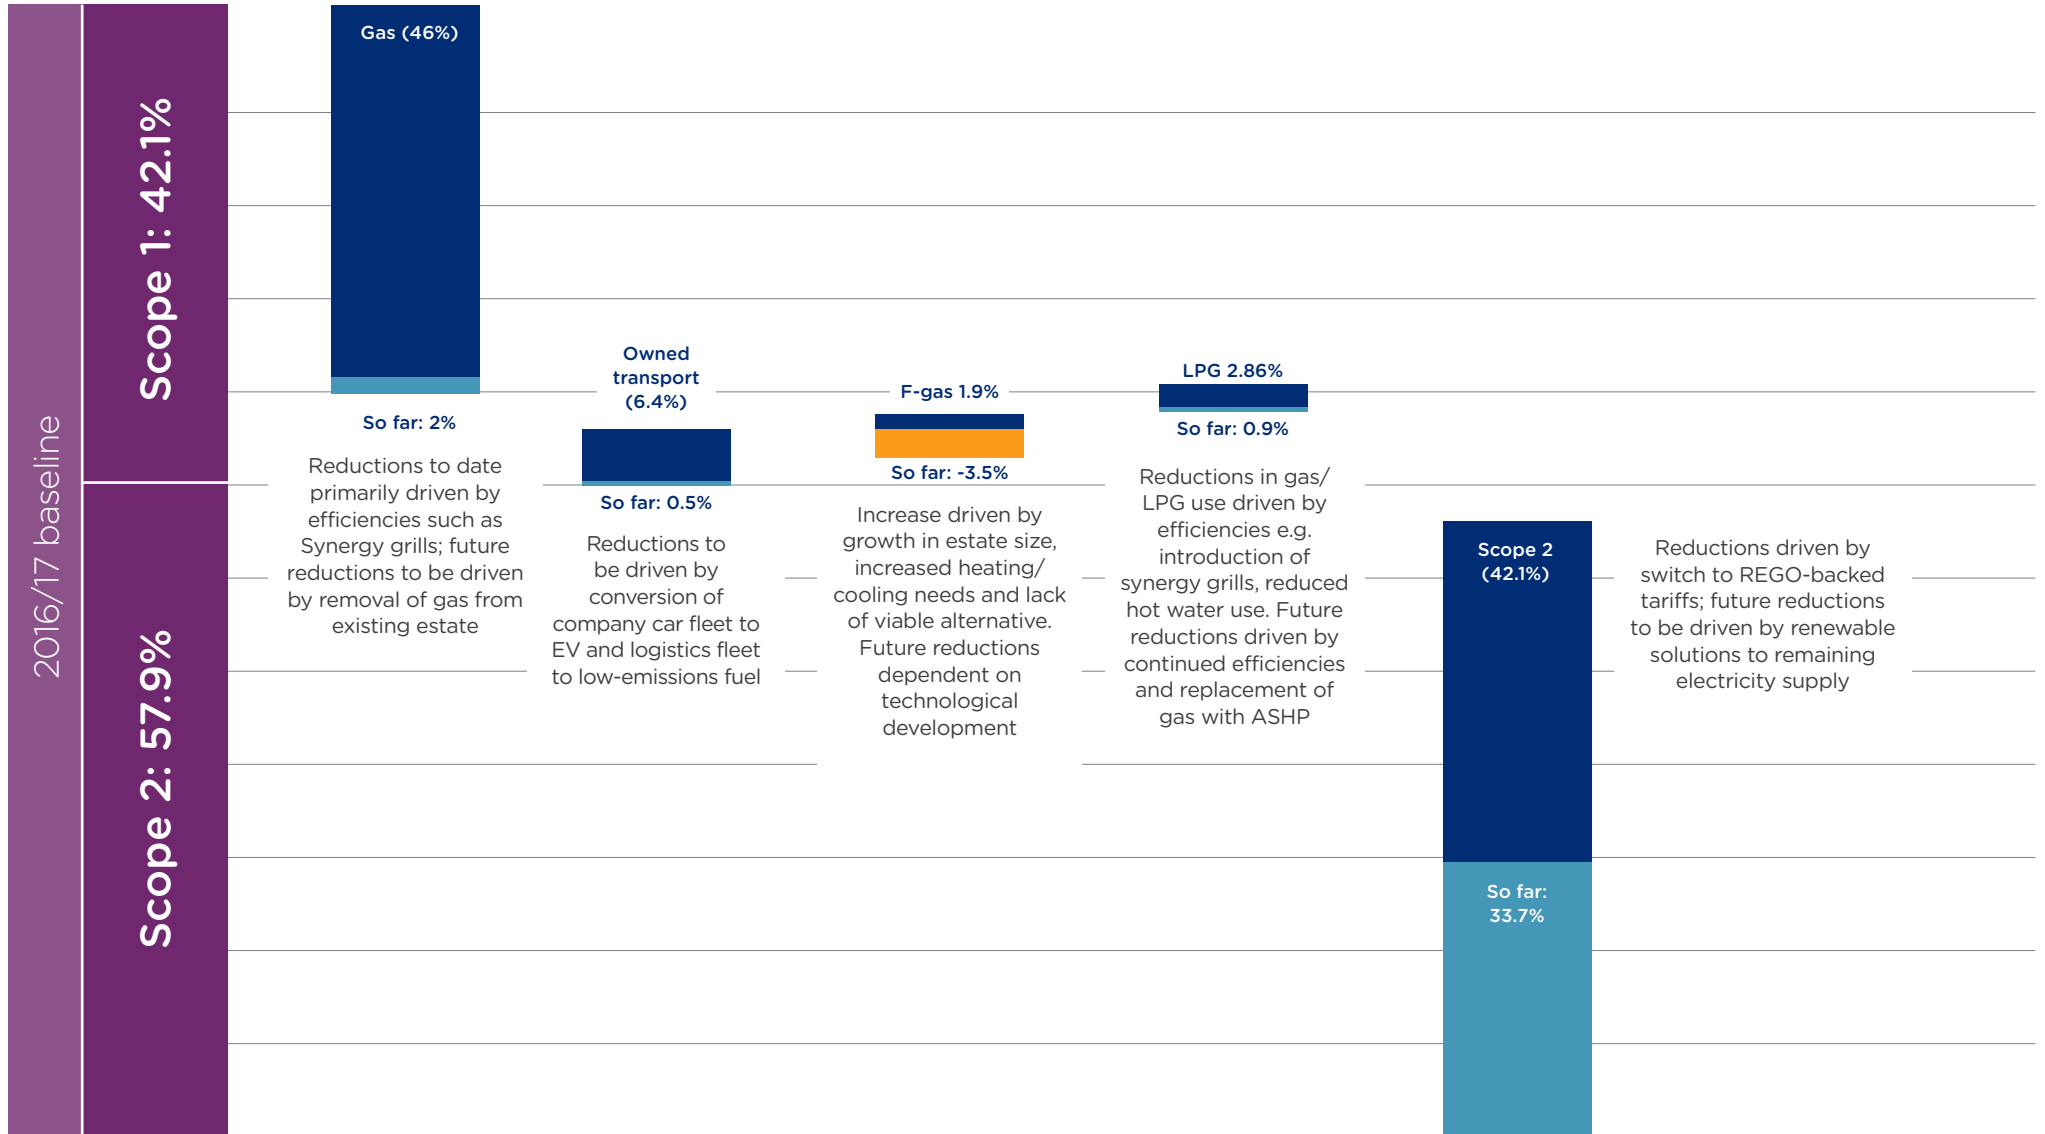 2016/17 baseline
Scope 1: 42.1%
Scope 2: 57.9%
Gas (46%)
So far: 2%
Reductions to date
primarily driven by
efficiencies such as
Synergy grills; future
reductions to be driven
by removal of gas from
existing estate
Owned
transport
(6.4%)
So far: 0.5%
Reductions to
be driven by
conversion of
company car fleet to
EV and logistics fleet
to low-emissions fuel
F-gas 1.9%
So far: -3.5%
Increase driven by
growth in estate size,
increased heating/
cooling needs and lack
of viable alternative.
Future reductions
dependent on
technological
development
LPG 2.86%
So far: 0.9%
Reductions in gas/
LPG use driven by
efficiencies e.g.
introduction of
synergy grills, reduced
hot water use. Future
reductions driven by
continued efficiencies
and replacement of
gas with ASHP
Scope 2
(42.1%)
So far:
33.7%
Reductions driven by
switch to REGO-backed
tariffs; future reductions
to be driven by renewable
solutions to remaining
electricity supply